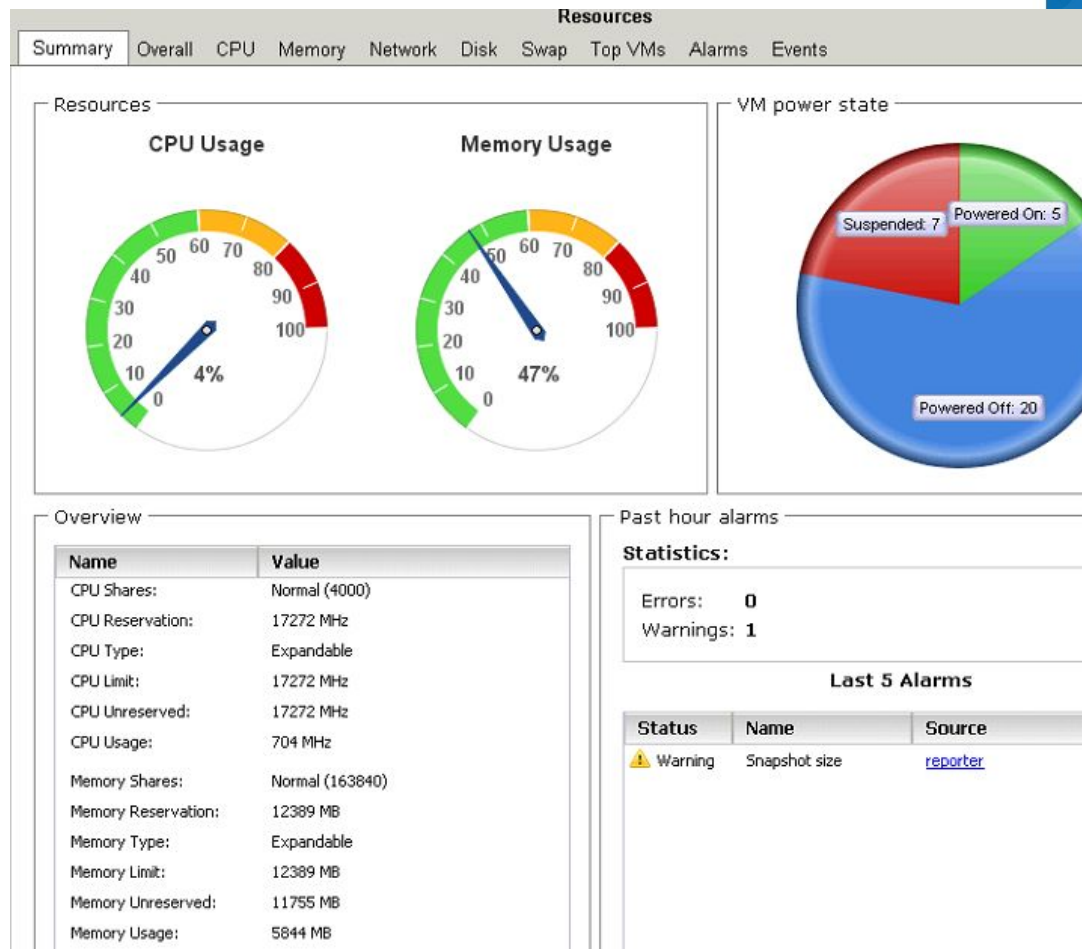 Resources
Summary Overall CPU Memory Network Disk Swap Top VMs Alarms Events
Resources
CPU Usage
0 10 20 30 40 50 60 70 80 90 100
4%
Memory Usage
0 10 20 30 40 50 60 70 80 90 100
47%
VM power state
Suspended: 7
Powered On: 5
Powered Off: 20
Overview
Name Value
CPU Shares: Normal (4000)
CPU Reservation: 17272 MHz
CPU Type: Expandable
CPU Limit: 17272 MHz
CPU Unreserved: 17272 MHz
CPU Usage: 704 MHz
Memory Shares: Normal (163840)
Memory Reservation: 12389 MB
Memory Type: Expandable
Memory Limit: 12389 MB
Memory Unreserved: 11755 MB
Memory Usage: 5844 MB
Past hour alarms
Statistics:
Errors: 0
Warnings: 1
Last 5 Alarms
Status Name Source
Warning Snapshot size reporter